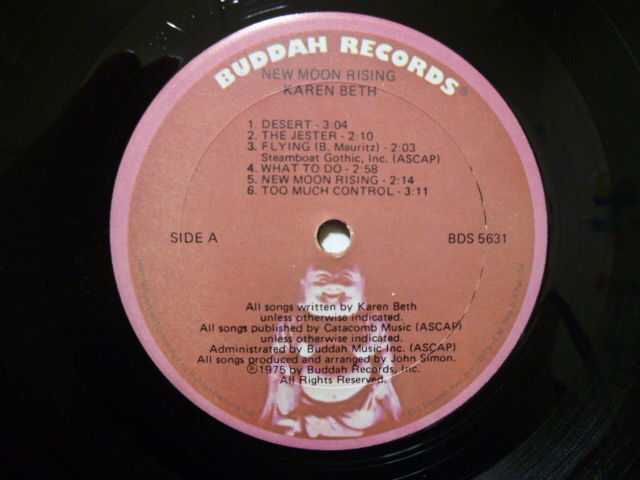 BUDDAH RECORDS®
NEW MOON RISING
KAREN BETH
1. DESERT - 3:04
2. THE JESTER - 2:10
3. FLYING (B. Mauritz) - 2:03
Steamboat Gothic, Inc. (ASCAP)
4. WHAT TO DO - 2:58
5. NEW MOON RISING - 2:14
6. TOO MUCH CONTROL - 3:11
SIDE A
BDS 5631
All songs written by Karen Beth
unless otherwise indicated.
All songs published by Catacomb Music (ASCAP)
unless otherwise indicated.
Administrated by Buddah Music Inc. (ASCAP)
All songs produced and arranged by John Simon.
℗1975 by Buddah Records, Inc.
All Rights Reserved.